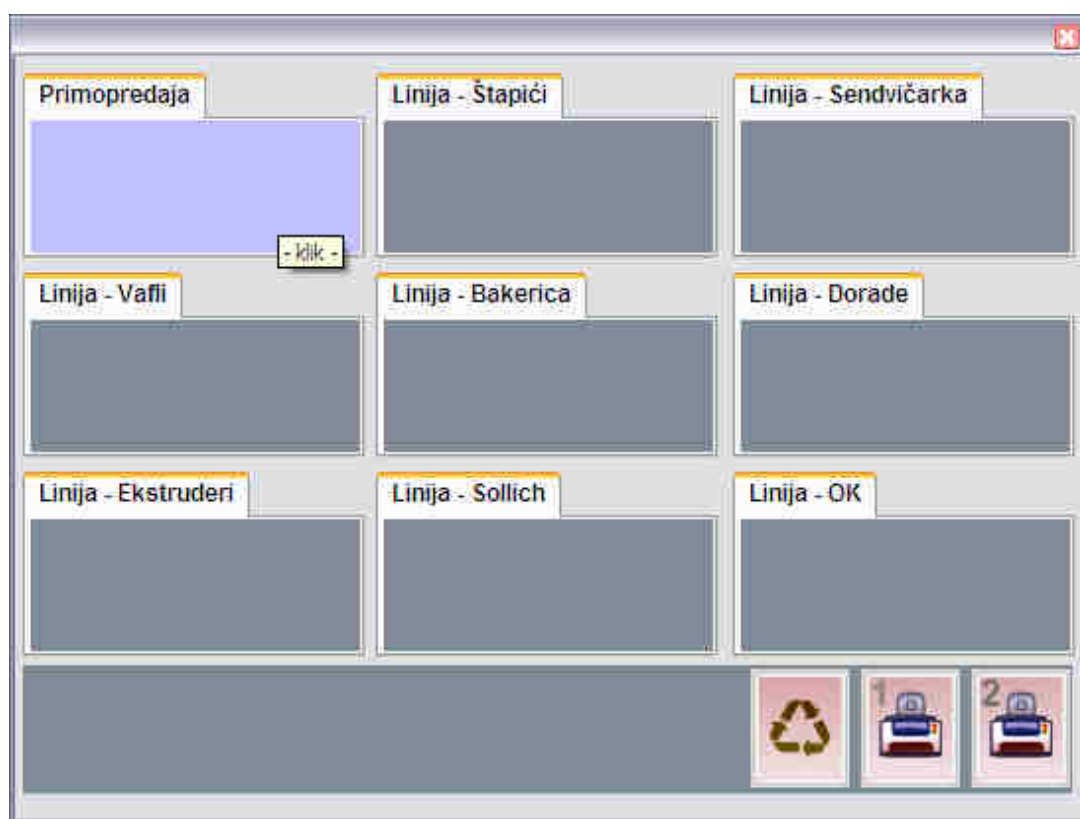 Primopredaja
Linija - Štapići
Linija - Sendvičarka
- klik -
Linija - Vafli
Linija - Bakerica
Linija - Dorade
Linija - Ekstruderi
Linija - Sollich
Linija - OK
1
2